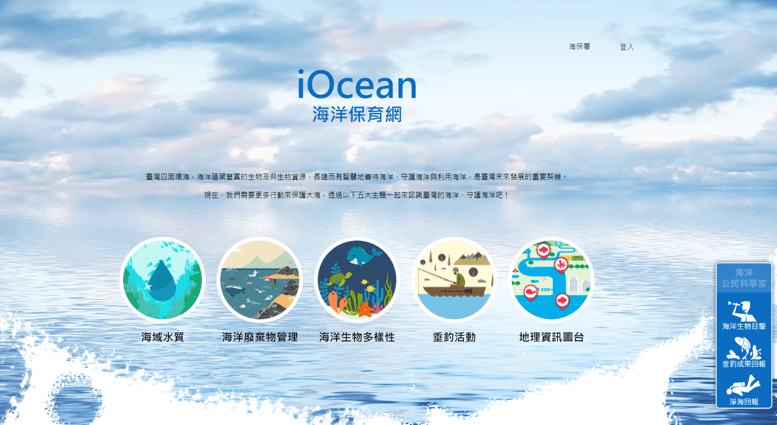 海保署 登入
iOcean
海洋保育網
臺灣四面環海，海洋蘊藏豐富的生物及非生物資源，長遠而有智慧地善待海洋、守護海洋與利用海洋，是臺灣未來發展的重要契機。
現在，我們需要更多行動來保護大海，透過以下五大主題一起來認識臺灣的海洋、守護海洋吧！
海洋
公民科學家
海洋生物目擊
垂釣成果回報
淨海回報
海域水質 海洋廢棄物管理 海洋生物多樣性 垂釣活動 地理資訊圖台